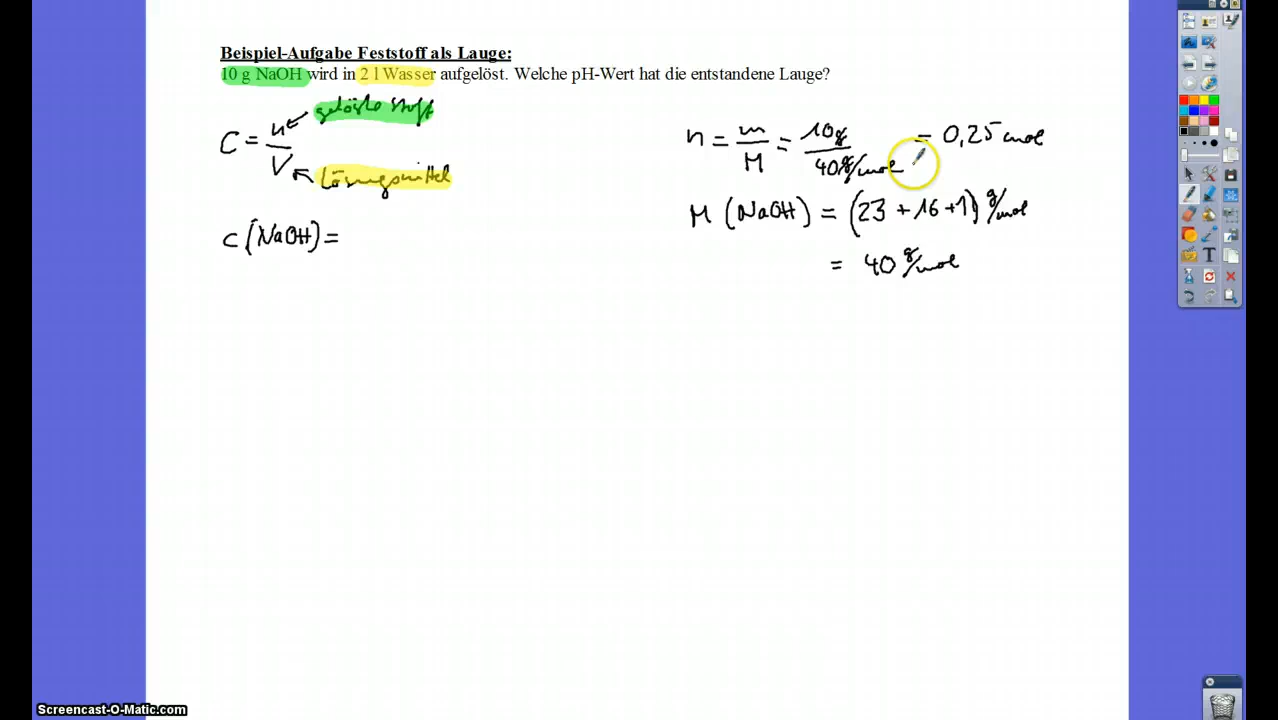 Beispiel-Aufgabe Feststoff als Lauge:
10 g NaOH wird in 2 l Wasser aufgelöst. Welche pH-Wert hat die entstandene Lauge?
C = n/V
gelöste Stoff
Lösungsmittel
c (NaOH) =
n = m/M = 10g/40g/mol = 0,25 mol
M (NaOH) = (23 + 16 + 1) g/mol
= 40 g/mol
Screencast-O-Matic.com